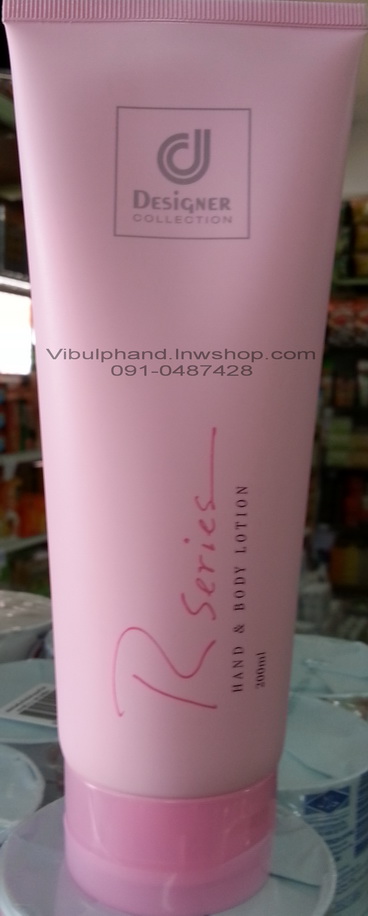 DESiGNER
COLLECTION
Vibulphand.lnwshop.com
091-0487428
R series
HAND & BODY LOTION
200ml